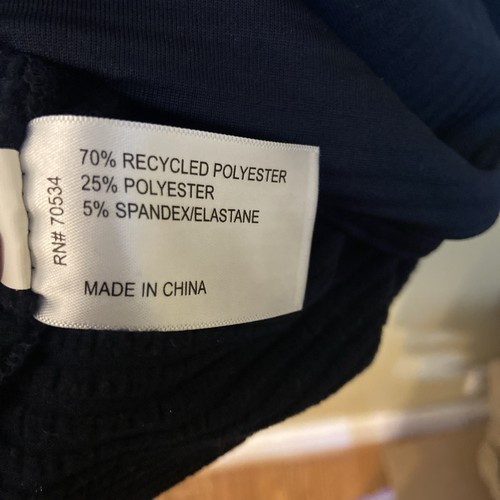 70% RECYCLED POLYESTER
25% POLYESTER
5% SPANDEX/ELASTANE
MADE IN CHINA
RN# 70534